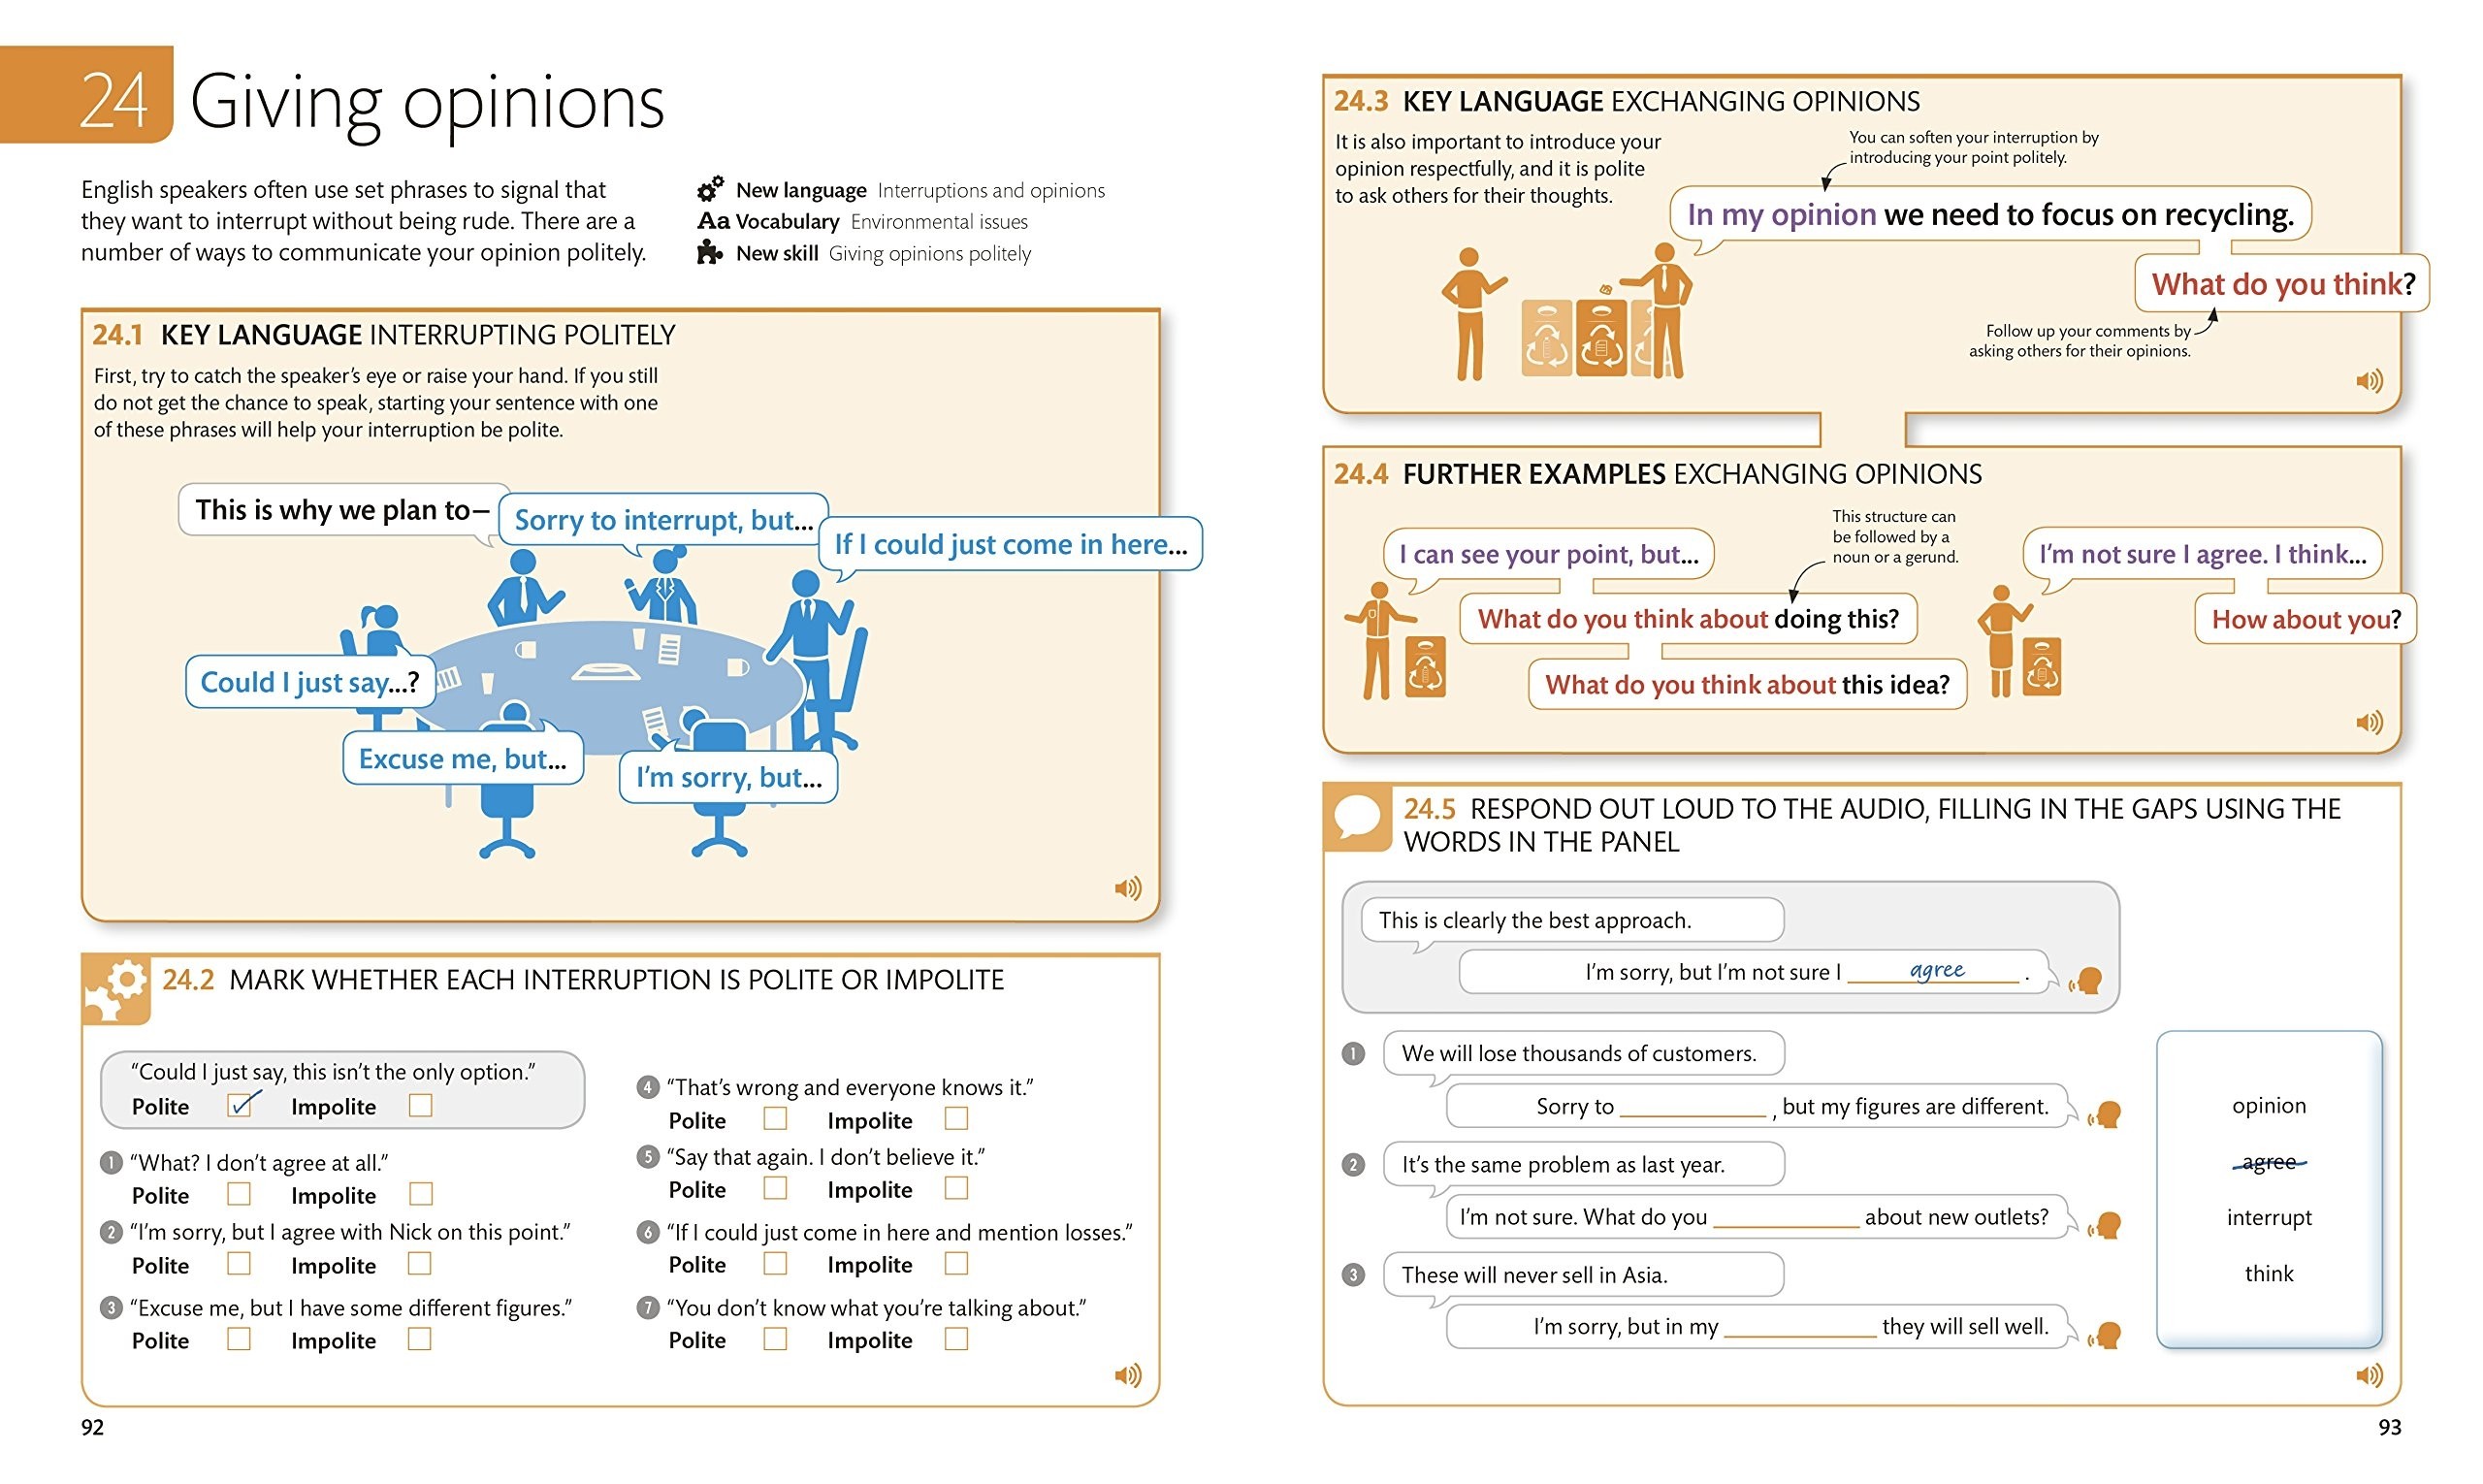 24 Giving opinions
English speakers often use set phrases to signal that
they want to interrupt without being rude. There are a
number of ways to communicate your opinion politely.
New language Interruptions and opinions
Aa Vocabulary Environmental issues
New skill Giving opinions politely
24.1 KEY LANGUAGE INTERRUPTING POLITELY
First, try to catch the speaker’s eye or raise your hand. If you still
do not get the chance to speak, starting your sentence with one
of these phrases will help your interruption be polite.
This is why we plan to–
Sorry to interrupt, but...
If I could just come in here...
Could I just say...?
Excuse me, but...
I’m sorry, but...
24.2 MARK WHETHER EACH INTERRUPTION IS POLITE OR IMPOLITE
“Could I just say, this isn’t the only option.”
Polite Impolite
1 “What? I don’t agree at all.”
Polite Impolite
2 “I’m sorry, but I agree with Nick on this point.”
Polite Impolite
3 “Excuse me, but I have some different figures.”
Polite Impolite
4 “That’s wrong and everyone knows it.”
Polite Impolite
5 “Say that again. I don’t believe it.”
Polite Impolite
6 “If I could just come in here and mention losses.”
Polite Impolite
7 “You don’t know what you’re talking about.”
Polite Impolite
92
24.3 KEY LANGUAGE EXCHANGING OPINIONS
It is also important to introduce your
opinion respectfully, and it is polite
to ask others for their thoughts.
You can soften your interruption by
introducing your point politely.
In my opinion we need to focus on recycling.
What do you think?
Follow up your comments by
asking others for their opinions.
24.4 FURTHER EXAMPLES EXCHANGING OPINIONS
I can see your point, but...
This structure can
be followed by a
noun or a gerund.
What do you think about doing this?
What do you think about this idea?
I’m not sure I agree. I think...
How about you?
24.5 RESPOND OUT LOUD TO THE AUDIO, FILLING IN THE GAPS USING THE
WORDS IN THE PANEL
This is clearly the best approach.
I’m sorry, but I’m not sure I agree .
1 We will lose thousands of customers.
Sorry to ____________ , but my figures are different.
2 It’s the same problem as last year.
I’m not sure. What do you ____________ about new outlets?
3 These will never sell in Asia.
I’m sorry, but in my ____________ they will sell well.
opinion
agree
interrupt
think
93